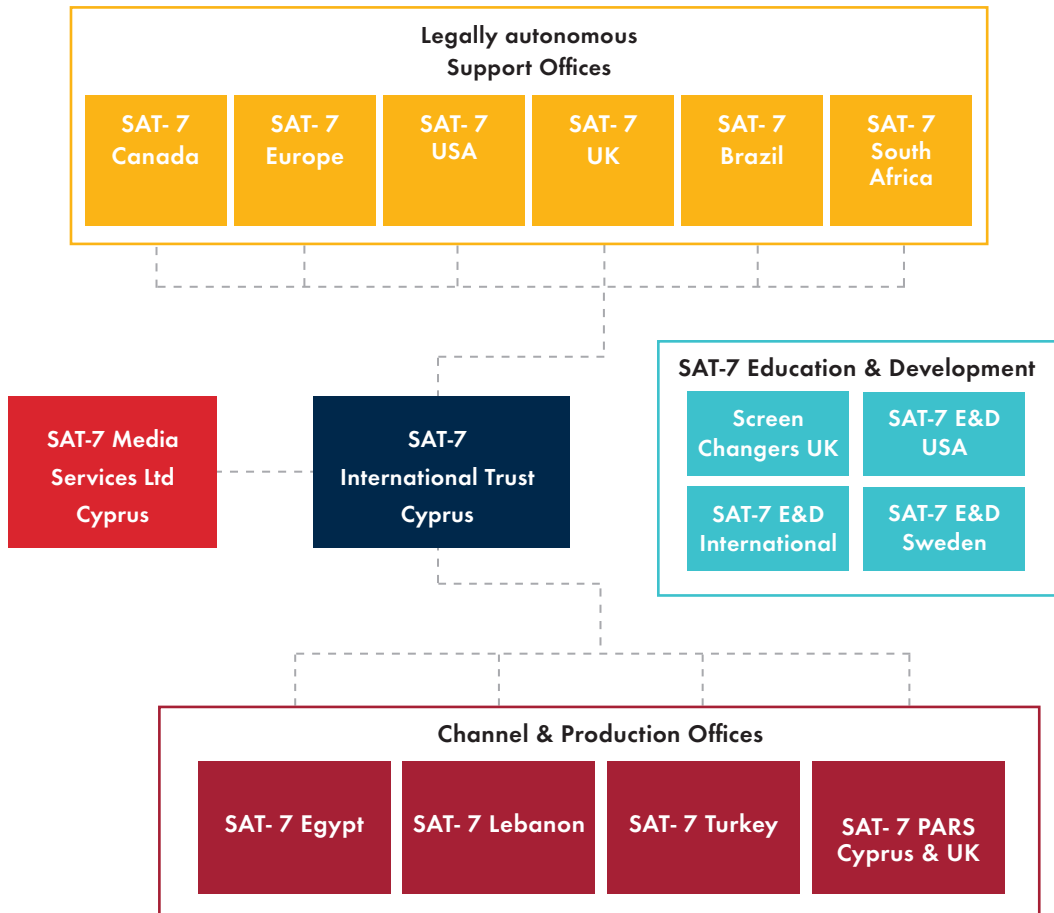 Legally autonomous
Support Offices
SAT- 7
Canada
SAT- 7
Europe
SAT- 7
USA
SAT- 7
UK
SAT- 7
Brazil
SAT- 7
South
Africa
SAT-7 Education & Development
Screen
Changers UK
SAT-7 E&D
USA
SAT-7 E&D
International
SAT-7 E&D
Sweden
SAT-7 Media
Services Ltd
Cyprus
SAT-7
International Trust
Cyprus
Channel & Production Offices
SAT- 7 Egypt
SAT- 7 Lebanon
SAT- 7 Turkey
SAT- 7 PARS
Cyprus & UK